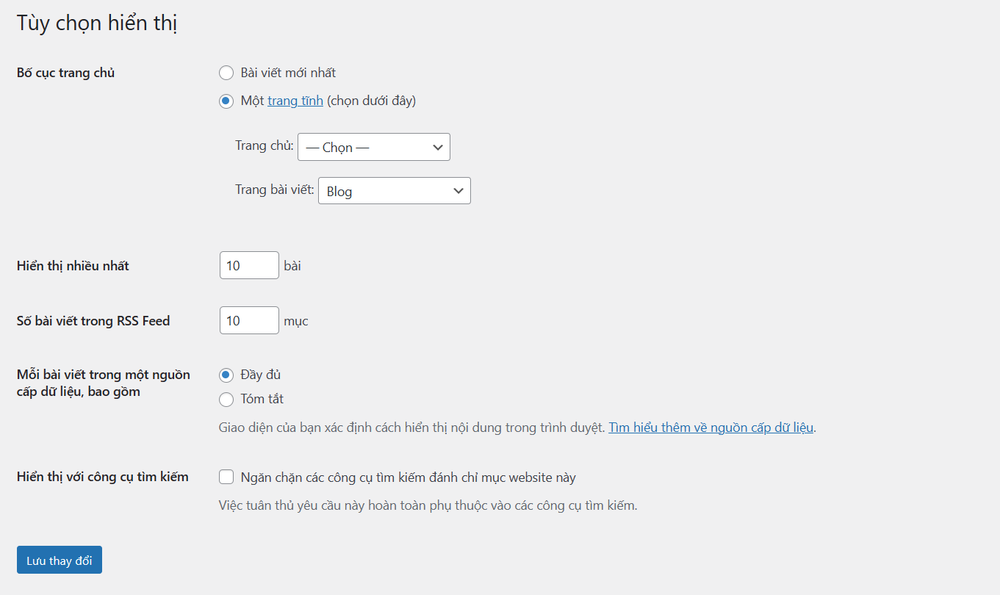 Tùy chọn hiển thị
Bố cục trang chủ
Bài viết mới nhất
Một trang tĩnh (chọn dưới đây)
Trang chủ: — Chọn —
Trang bài viết: Blog
Hiển thị nhiều nhất
10 bài
Số bài viết trong RSS Feed
10 mục
Mỗi bài viết trong một nguồn
cấp dữ liệu, bao gồm
Đầy đủ
Tóm tắt
Giao diện của bạn xác định cách hiển thị nội dung trong trình duyệt. Tìm hiểu thêm về nguồn cấp dữ liệu.
Hiển thị với công cụ tìm kiếm
Ngăn chặn các công cụ tìm kiếm đánh chỉ mục website này
Việc tuân thủ yêu cầu này hoàn toàn phụ thuộc vào các công cụ tìm kiếm.
Lưu thay đổi